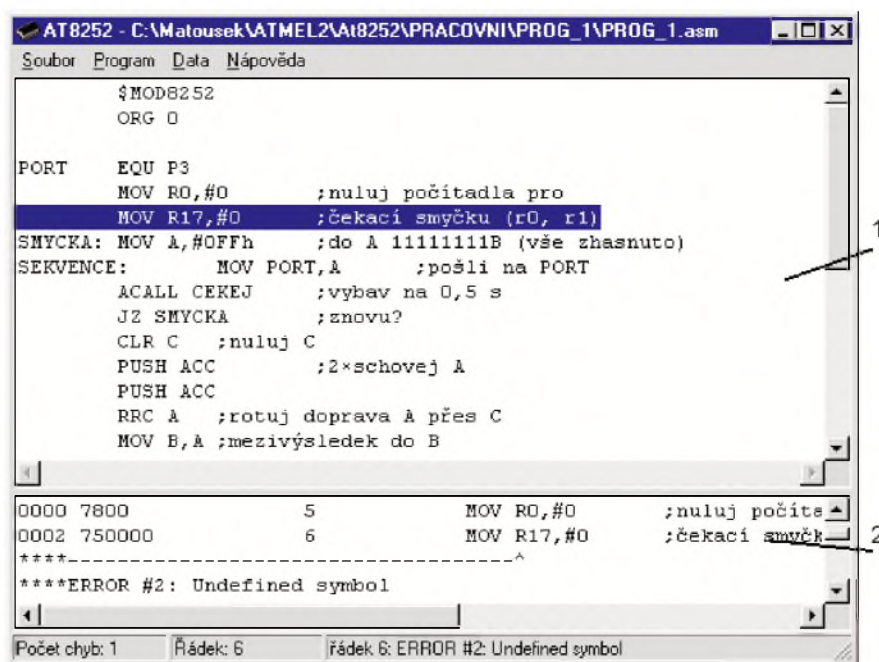 AT8252 - C:\Matousek\ATMEL2\At8252\PRACOVNI\PROG_1\PROG_1.asm
Soubor Program Data Nápověda
$MOD8252
ORG 0
PORT EQU P3
MOV R0,#0 ;nuluj počítadla pro
MOV R17,#0 ;čekací smyčku (r0, r1)
SMYCKA: MOV A,#0FFh ;do A 11111111B (vše zhasnuto)
SEKVENCE: MOV PORT,A ;pošli na PORT
ACALL CEKEJ ;vybav na 0,5 s
JZ SMYCKA ;znovu?
CLR C ;nuluj C
PUSH ACC ;2×schovej A
PUSH ACC
RRC A ;rotuj doprava A přes C
MOV B,A ;mezivýsledek do B
1
0000 7800 5 MOV R0,#0 ;nuluj počíta
0002 750000 6 MOV R17,#0 ;čekací smyčk
2
****---------------------------------------^
****ERROR #2: Undefined symbol
Počet chyb: 1 Řádek: 6 řádek 6: ERROR #2: Undefined symbol